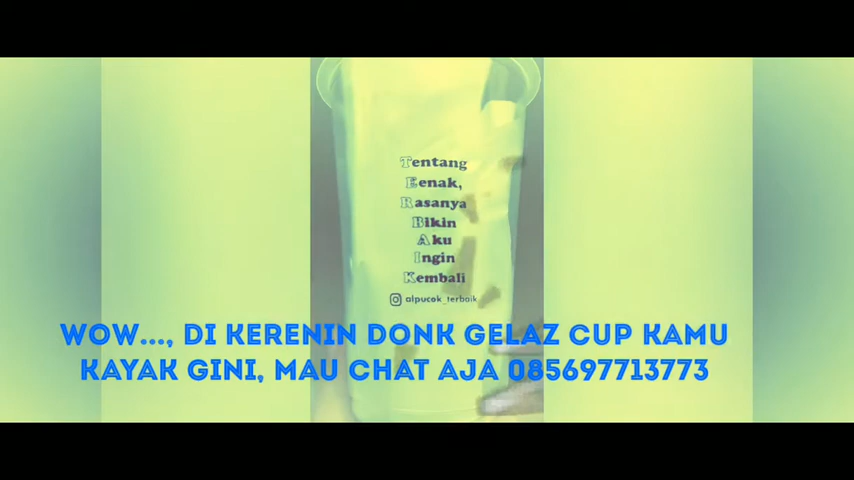 Tentang
Eenak,
Rasanya
Bikin
Aku
Ingin
Kembali
alpucok_terbaik
WOW..., DI KERENIN DONK GELAZ CUP KAMU
KAYAK GINI, MAU CHAT AJA 085697713773